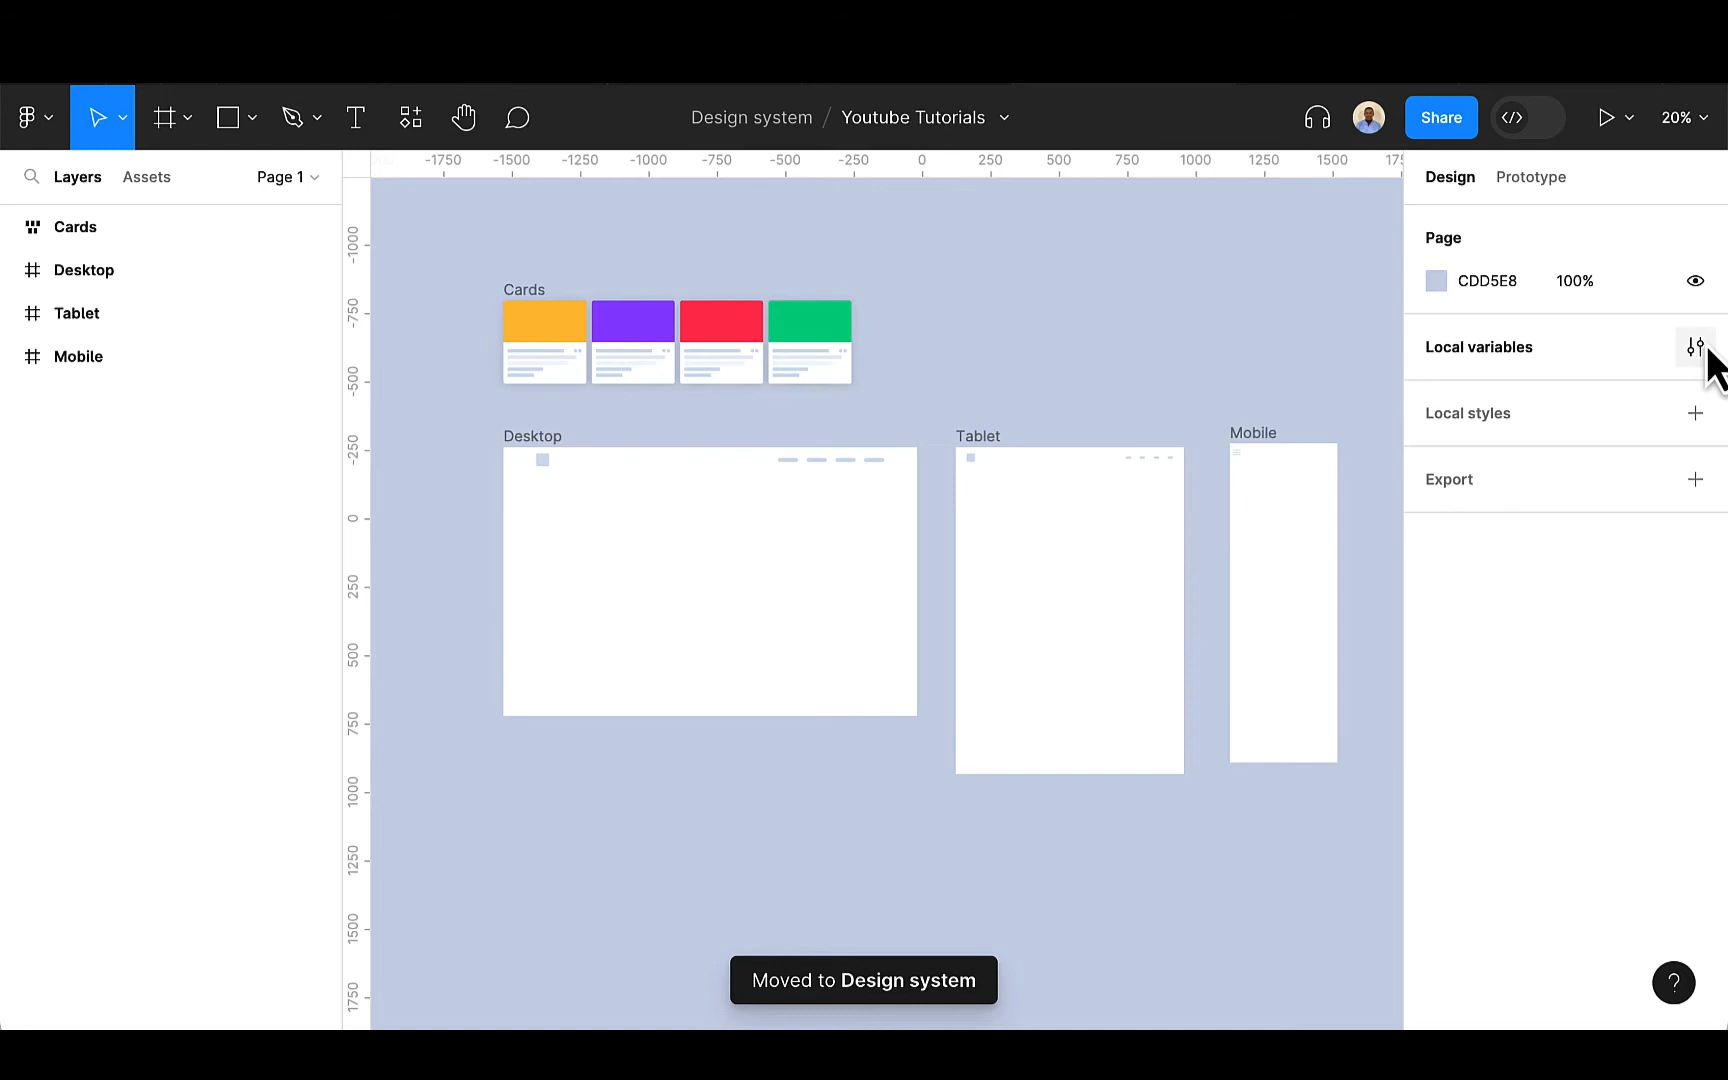 Design system / Youtube Tutorials
Share
20%
Layers Assets Page 1
Cards
Desktop
Tablet
Mobile
-1750 -1500 -1250 -1000 -750 -500 -250 0 250 500 750 1000 1250 1500
-1000
-750
-500
-250
0
250
500
750
1000
1250
1500
1750
Cards
Desktop
Tablet
Mobile
Moved to Design system
Design Prototype
Page
CDD5E8 100%
Local variables
Local styles
Export
?